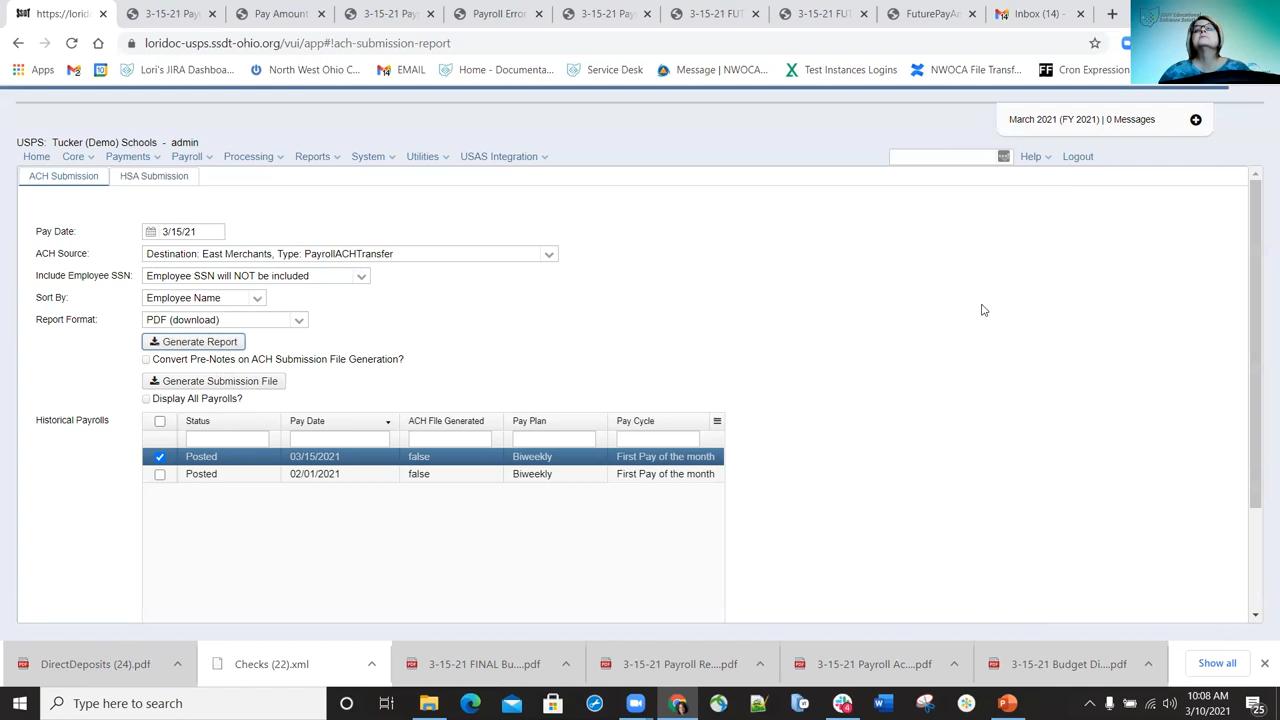 https://loridc
3-15-21 Payr
Pay Amount
3-15-21 Pays
Payroll Error
3-15-21 Pays
3-15-21 FUT
3-15-21 FUT
FuturePayAm
Inbox (14) -
loridoc-usps.ssdt-ohio.org/vui/app#!ach-submission-report
Apps
Lori's JIRA Dashboa...
North West Ohio C...
EMAIL
Home - Documenta...
Service Desk
Message | NWOCA...
Test Instances Logins
NWOCA File Transf...
Cron Expression
March 2021 (FY 2021) | 0 Messages
USPS: Tucker (Demo) Schools - admin
Home Core Payments Payroll Processing Reports System Utilities USAS Integration Help Logout
ACH Submission HSA Submission
Pay Date: 3/15/21
ACH Source: Destination: East Merchants, Type: PayrollACHTransfer
Include Employee SSN: Employee SSN will NOT be included
Sort By: Employee Name
Report Format: PDF (download)
Generate Report
Convert Pre-Notes on ACH Submission File Generation?
Generate Submission File
Display All Payrolls?
Historical Payrolls Status Pay Date ACH File Generated Pay Plan Pay Cycle
Posted 03/15/2021 false Biweekly First Pay of the month
Posted 02/01/2021 false Biweekly First Pay of the month
DirectDeposits (24).pdf
Checks (22).xml
3-15-21 FINAL Bu....pdf
3-15-21 Payroll Re....pdf
3-15-21 Payroll Ac....pdf
3-15-21 Budget Di....pdf
Show all
Type here to search
10:08 AM
3/10/2021
25